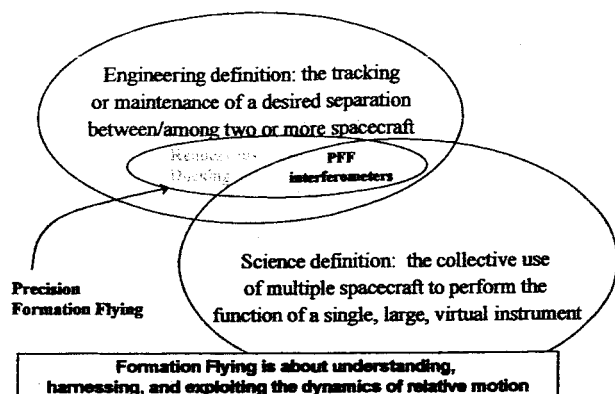 Engineering definition: the tracking
or maintenance of a desired separation
between/among two or more spacecraft
Rendezvous
Docking
PFF
interferometers
Precision
Formation Flying
Science definition: the collective use
of multiple spacecraft to perform the
function of a single, large, virtual instrument
Formation Flying is about understanding,
harnessing, and exploiting the dynamics of relative motion